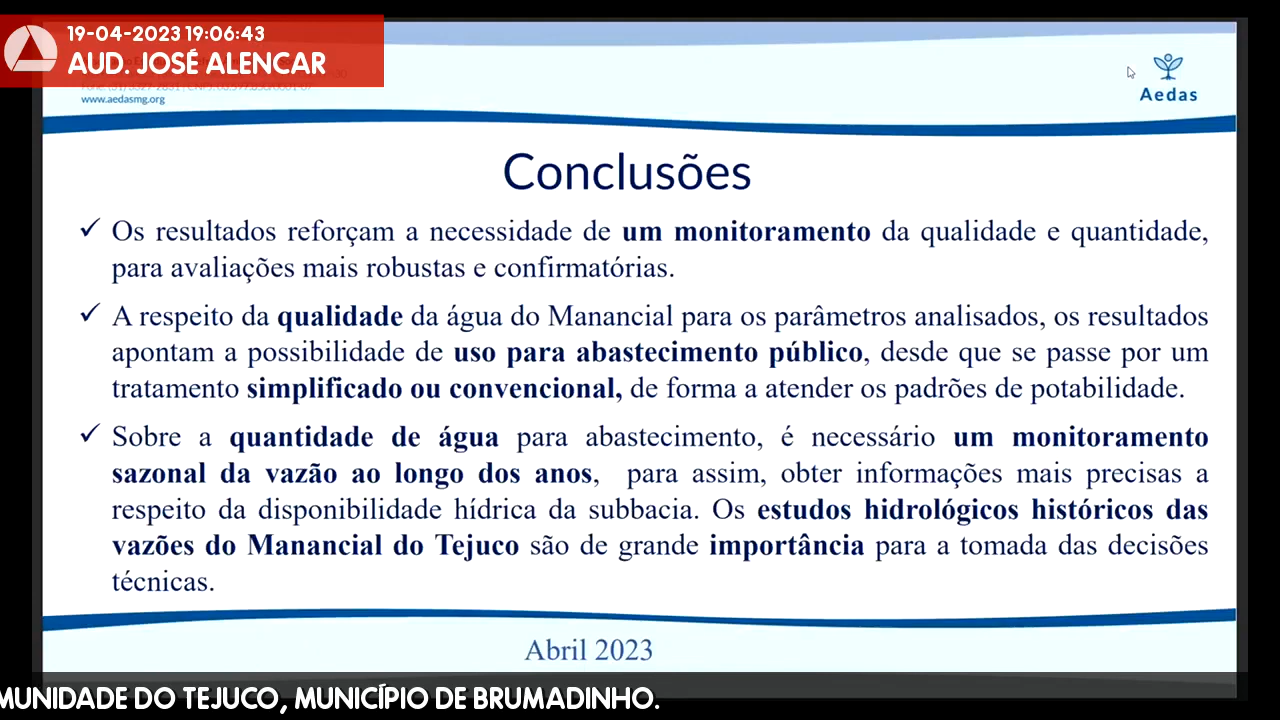 19-04-2023 19:06:43
AUD. JOSÉ ALENCAR
www.aedasmg.org
Aedas
Conclusões
✓ Os resultados reforçam a necessidade de um monitoramento da qualidade e quantidade,
para avaliações mais robustas e confirmatórias.
✓ A respeito da qualidade da água do Manancial para os parâmetros analisados, os resultados
apontam a possibilidade de uso para abastecimento público, desde que se passe por um
tratamento simplificado ou convencional, de forma a atender os padrões de potabilidade.
✓ Sobre a quantidade de água para abastecimento, é necessário um monitoramento
sazonal da vazão ao longo dos anos, para assim, obter informações mais precisas a
respeito da disponibilidade hídrica da subbacia. Os estudos hidrológicos históricos das
vazões do Manancial do Tejuco são de grande importância para a tomada das decisões
técnicas.
Abril 2023
MUNIDADE DO TEJUCO, MUNICÍPIO DE BRUMADINHO.